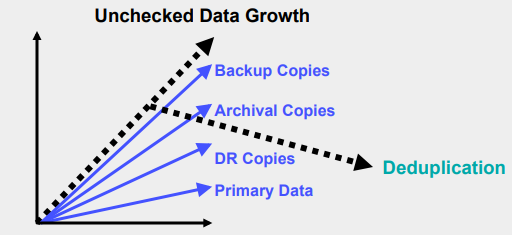 Unchecked Data Growth
Backup Copies
Archival Copies
DR Copies
Deduplication
Primary Data